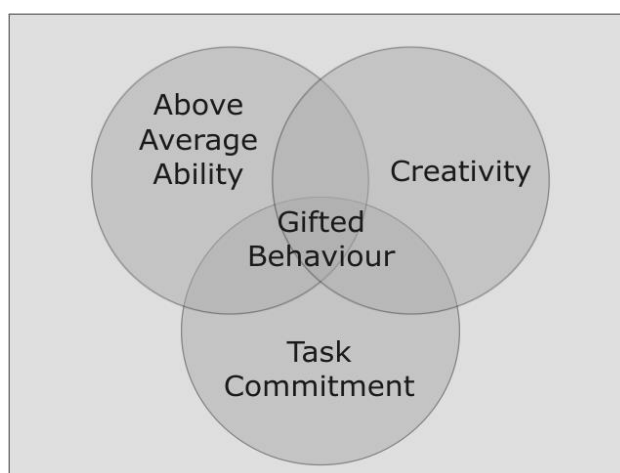 Above
Average
Ability
Creativity
Gifted
Behaviour
Task
Commitment